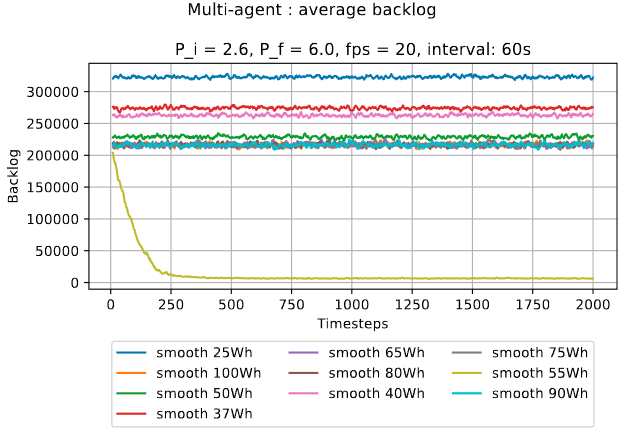 Multi-agent : average backlog
P_i = 2.6, P_f = 6.0, fps = 20, interval: 60s
300000
250000
200000
150000
100000
50000
0
Backlog
0 250 500 750 1000 1250 1500 1750 2000
Timesteps
smooth 25Wh smooth 65Wh smooth 75Wh
smooth 100Wh smooth 80Wh smooth 55Wh
smooth 50Wh smooth 40Wh smooth 90Wh
smooth 37Wh